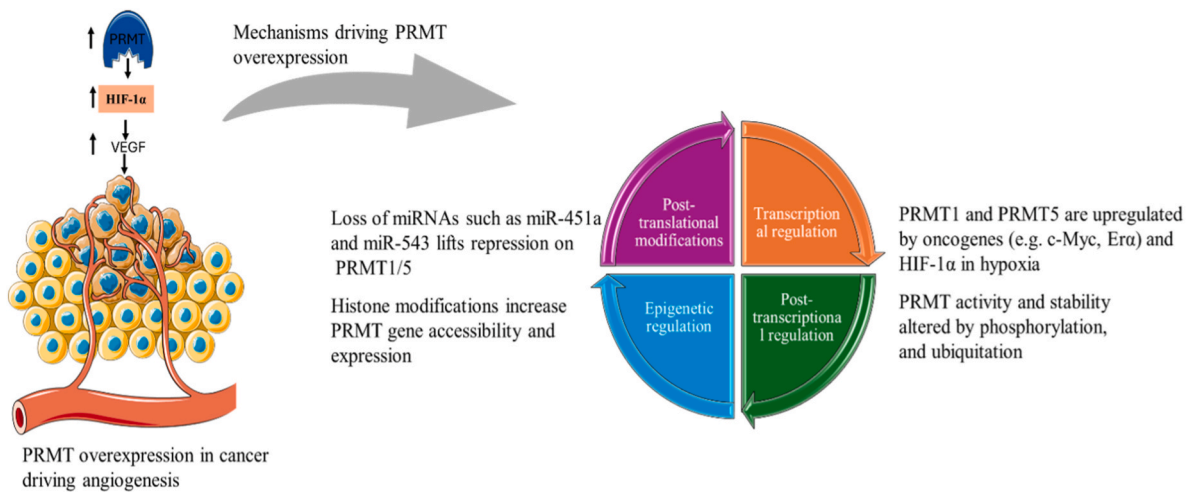 PRMT
HIF-1α
VEGF
PRMT overexpression in cancer
driving angiogenesis
Mechanisms driving PRMT
overexpression
Loss of miRNAs such as miR-451a
and miR-543 lifts repression on
PRMT1/5
Histone modifications increase
PRMT gene accessibility and
expression
Post-
translational
modifications
Transcription
al regulation
Epigenetic
regulation
Post-
transcriptiona
l regulation
PRMT1 and PRMT5 are upregulated
by oncogenes (e.g. c-Myc, Erα) and
HIF-1α in hypoxia
PRMT activity and stability
altered by phosphorylation,
and ubiquitation